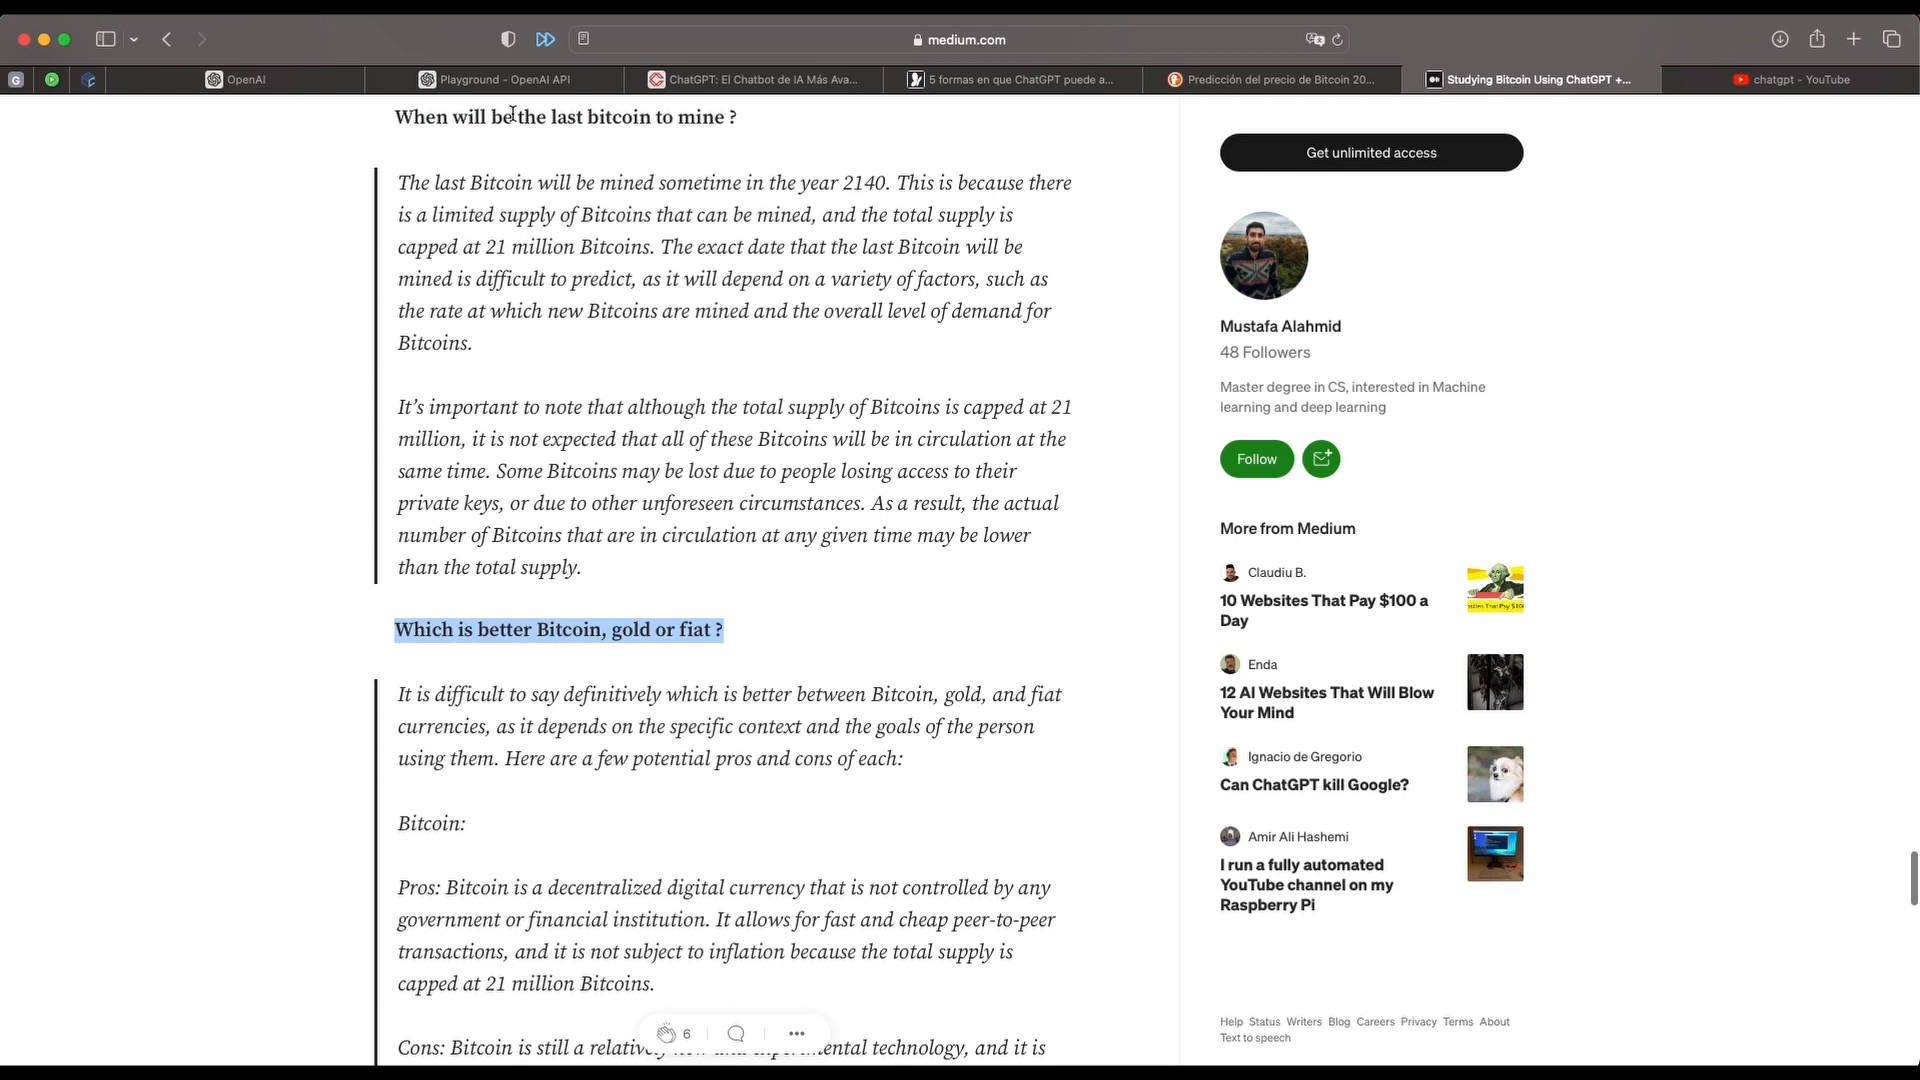 medium.com
G
OpenAI
Playground - OpenAI API
ChatGPT: El Chatbot de IA Más Ava...
5 formas en que ChatGPT puede a...
Predicción del precio de Bitcoin 20...
Studying Bitcoin Using ChatGPT +...
chatgpt - YouTube
When will be the last bitcoin to mine ?
The last Bitcoin will be mined sometime in the year 2140. This is because there
is a limited supply of Bitcoins that can be mined, and the total supply is
capped at 21 million Bitcoins. The exact date that the last Bitcoin will be
mined is difficult to predict, as it will depend on a variety of factors, such as
the rate at which new Bitcoins are mined and the overall level of demand for
Bitcoins.
It’s important to note that although the total supply of Bitcoins is capped at 21
million, it is not expected that all of these Bitcoins will be in circulation at the
same time. Some Bitcoins may be lost due to people losing access to their
private keys, or due to other unforeseen circumstances. As a result, the actual
number of Bitcoins that are in circulation at any given time may be lower
than the total supply.
Which is better Bitcoin, gold or fiat ?
It is difficult to say definitively which is better between Bitcoin, gold, and fiat
currencies, as it depends on the specific context and the goals of the person
using them. Here are a few potential pros and cons of each:
Bitcoin:
Pros: Bitcoin is a decentralized digital currency that is not controlled by any
government or financial institution. It allows for fast and cheap peer-to-peer
transactions, and it is not subject to inflation because the total supply is
capped at 21 million Bitcoins.
6
Cons: Bitcoin is still a relatively ental technology, and it is
Get unlimited access
Mustafa Alahmid
48 Followers
Master degree in CS, interested in Machine
learning and deep learning
Follow
More from Medium
Claudiu B.
10 Websites That Pay $100 a
Day
Enda
12 AI Websites That Will Blow
Your Mind
Ignacio de Gregorio
Can ChatGPT kill Google?
Amir Ali Hashemi
I run a fully automated
YouTube channel on my
Raspberry Pi
Help Status Writers Blog Careers Privacy Terms About
Text to speech